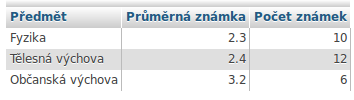 Předmět Průměrná známka Počet známek
Fyzika 2.3 10
Tělesná výchova 2.4 12
Občanská výchova 3.2 6